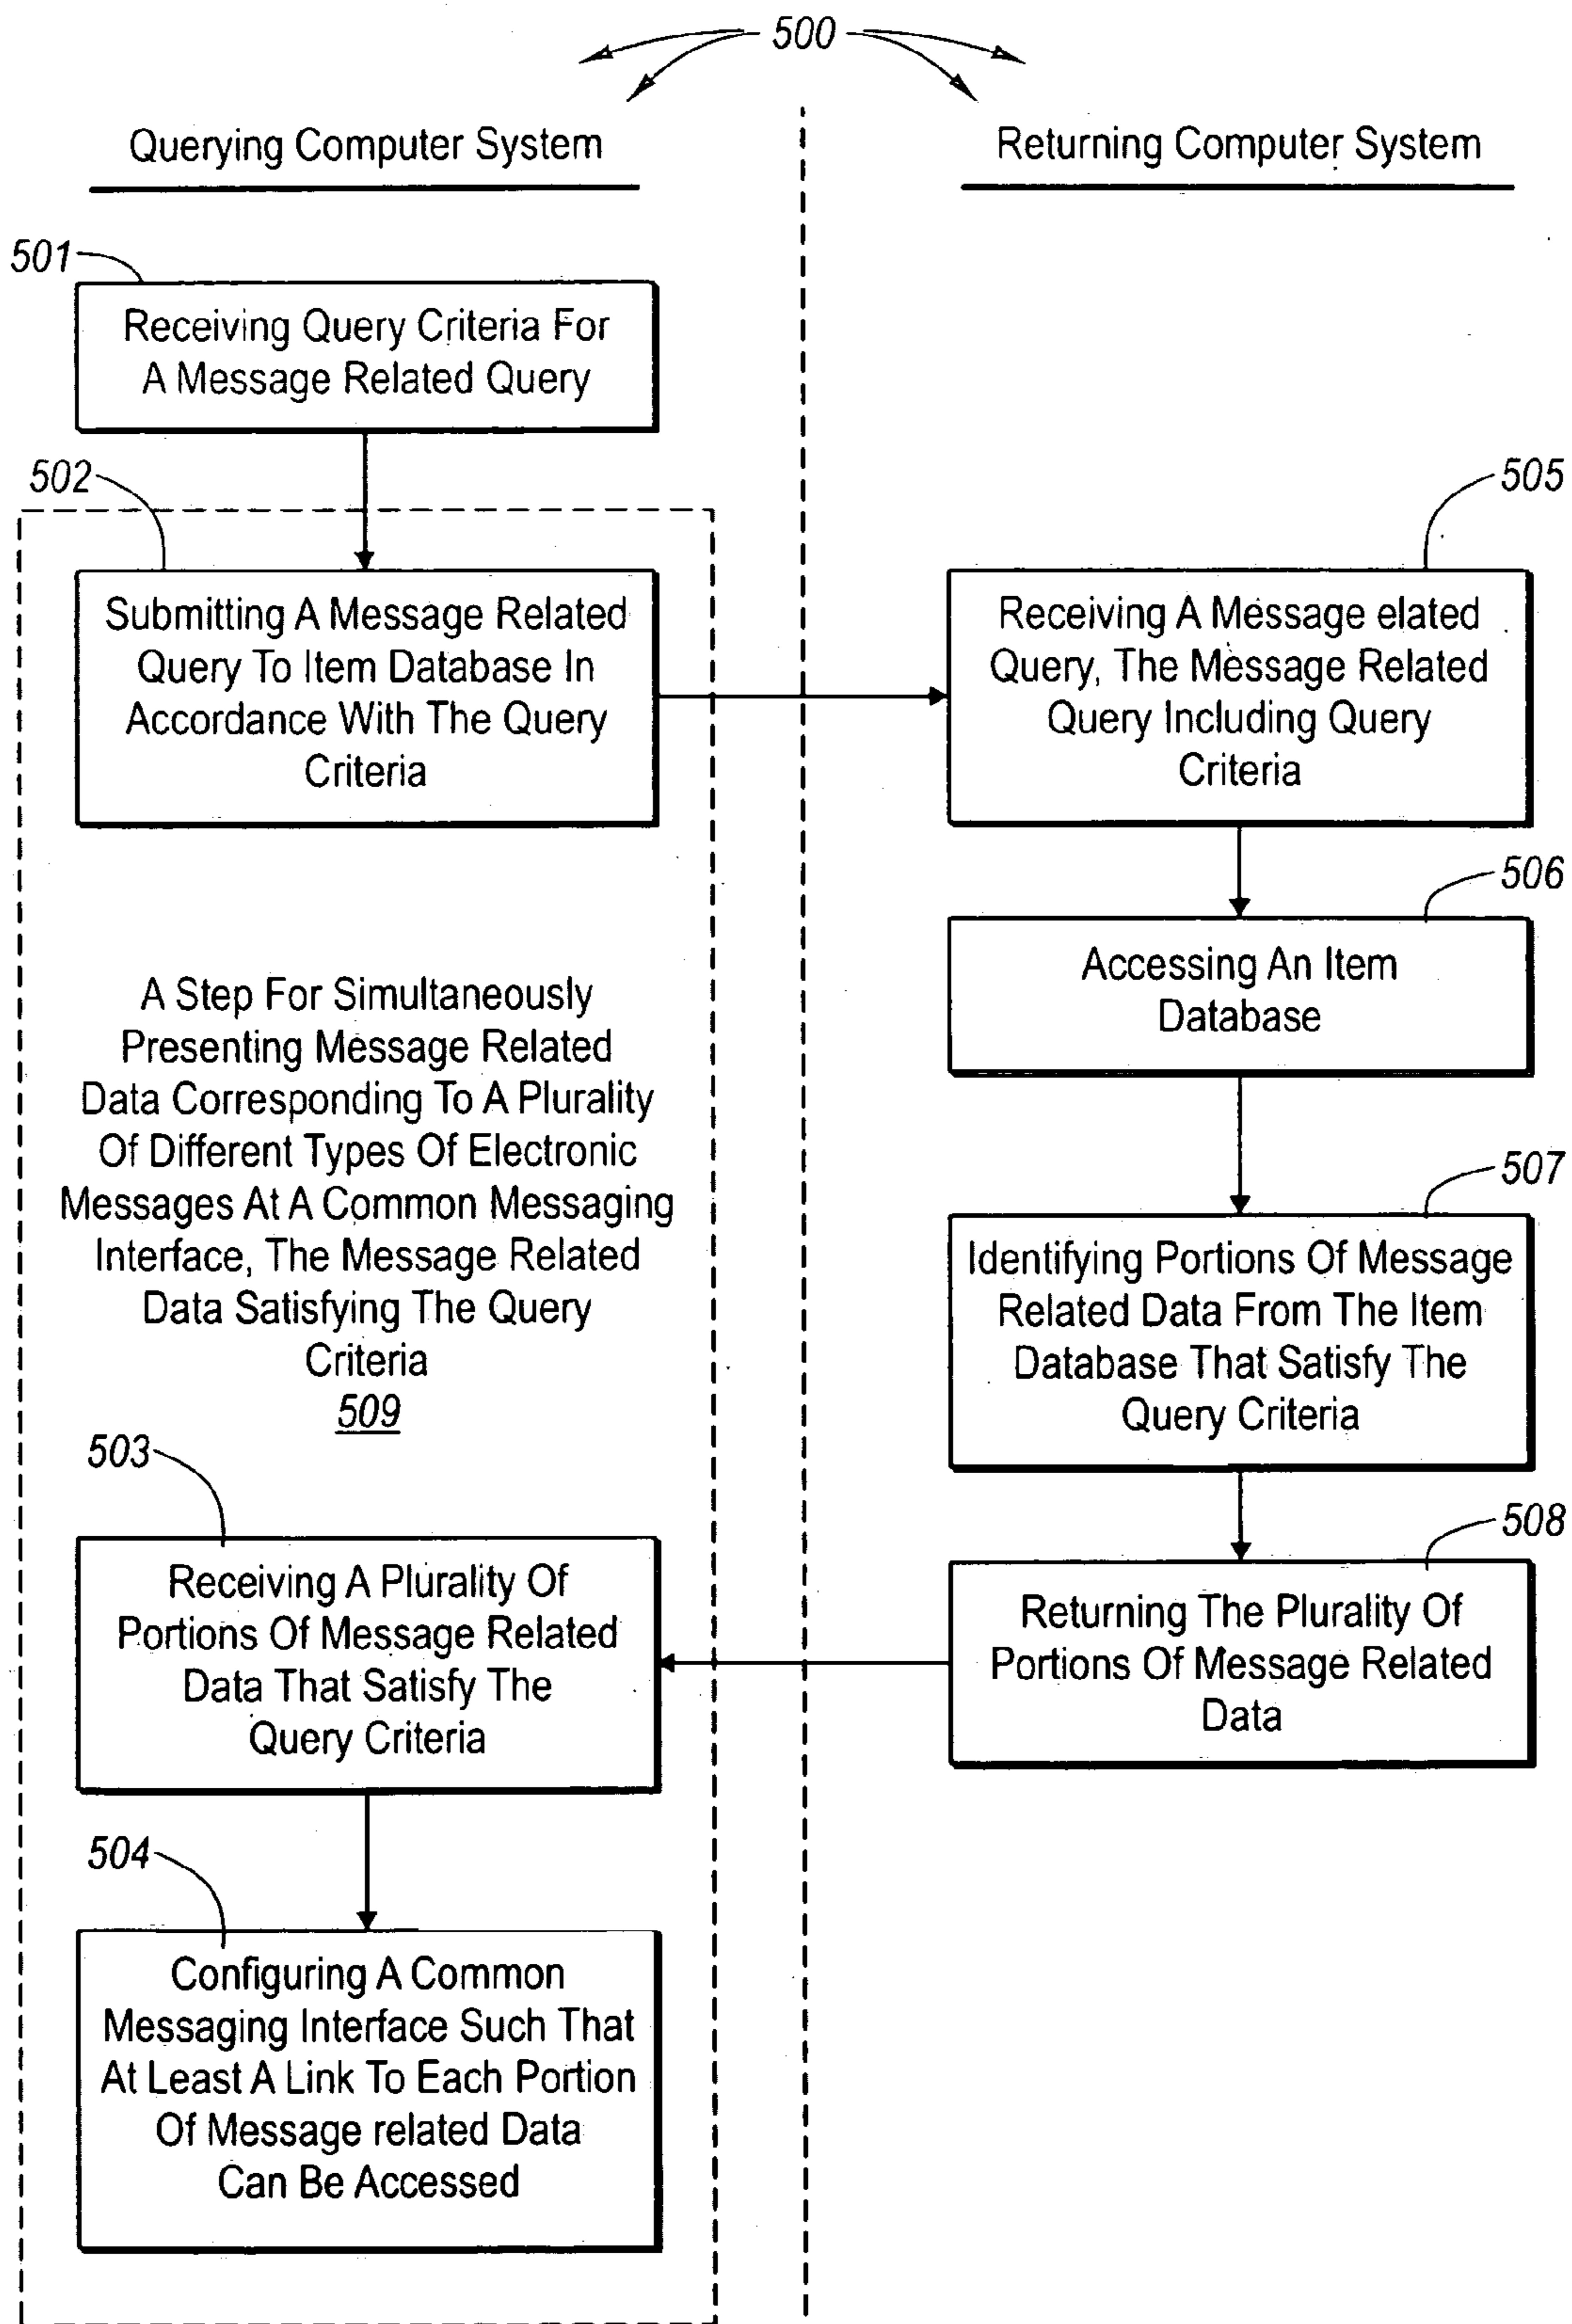 500
Querying Computer System
Returning Computer System
501
Receiving Query Criteria For
A Message Related Query
502
Submitting A Message Related
Query To Item Database In
Accordance With The Query
Criteria
505
Receiving A Message elated
Query, The Message Related
Query Including Query
Criteria
506
Accessing An Item
Database
A Step For Simultaneously
Presenting Message Related
Data Corresponding To A Plurality
Of Different Types Of Electronic
Messages At A Common Messaging
Interface, The Message Related
Data Satisfying The Query
Criteria
509
507
Identifying Portions Of Message
Related Data From The Item
Database That Satisfy The
Query Criteria
503
Receiving A Plurality Of
Portions Of Message Related
Data That Satisfy The
Query Criteria
508
Returning The Plurality Of
Portions Of Message Related
Data
504
Configuring A Common
Messaging Interface Such That
At Least A Link To Each Portion
Of Message related Data
Can Be Accessed